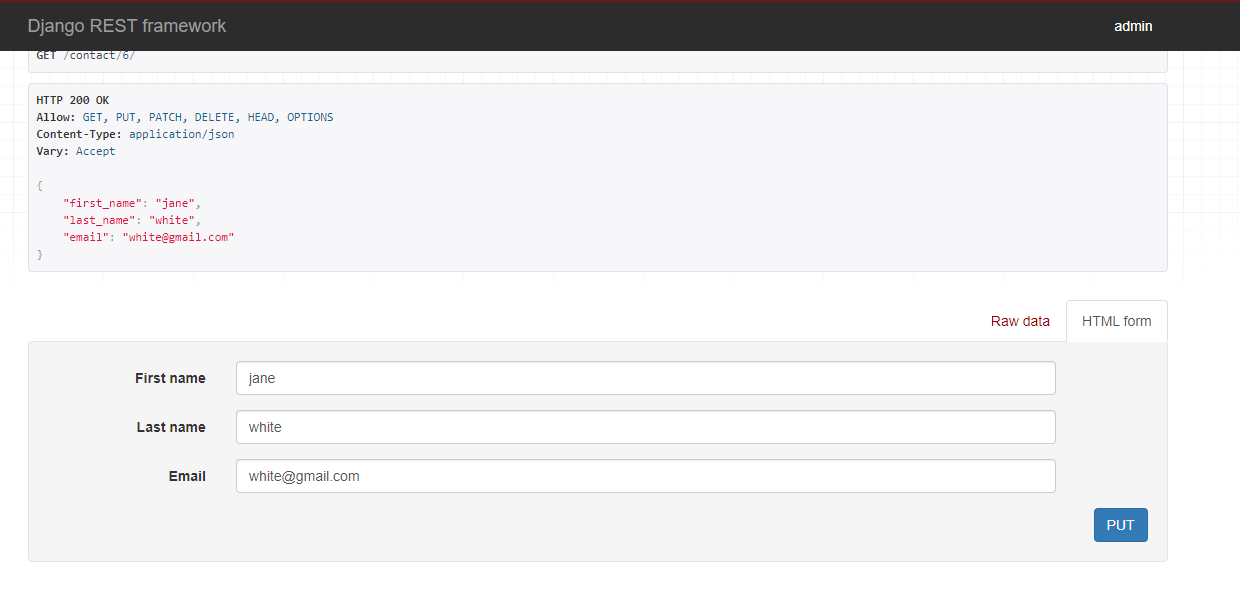 Django REST framework
admin
GET /contact/6/
HTTP 200 OK
Allow: GET, PUT, PATCH, DELETE, HEAD, OPTIONS
Content-Type: application/json
Vary: Accept
{
    "first_name": "jane",
    "last_name": "white",
    "email": "white@gmail.com"
}
Raw data
HTML form
First name
jane
Last name
white
Email
white@gmail.com
PUT